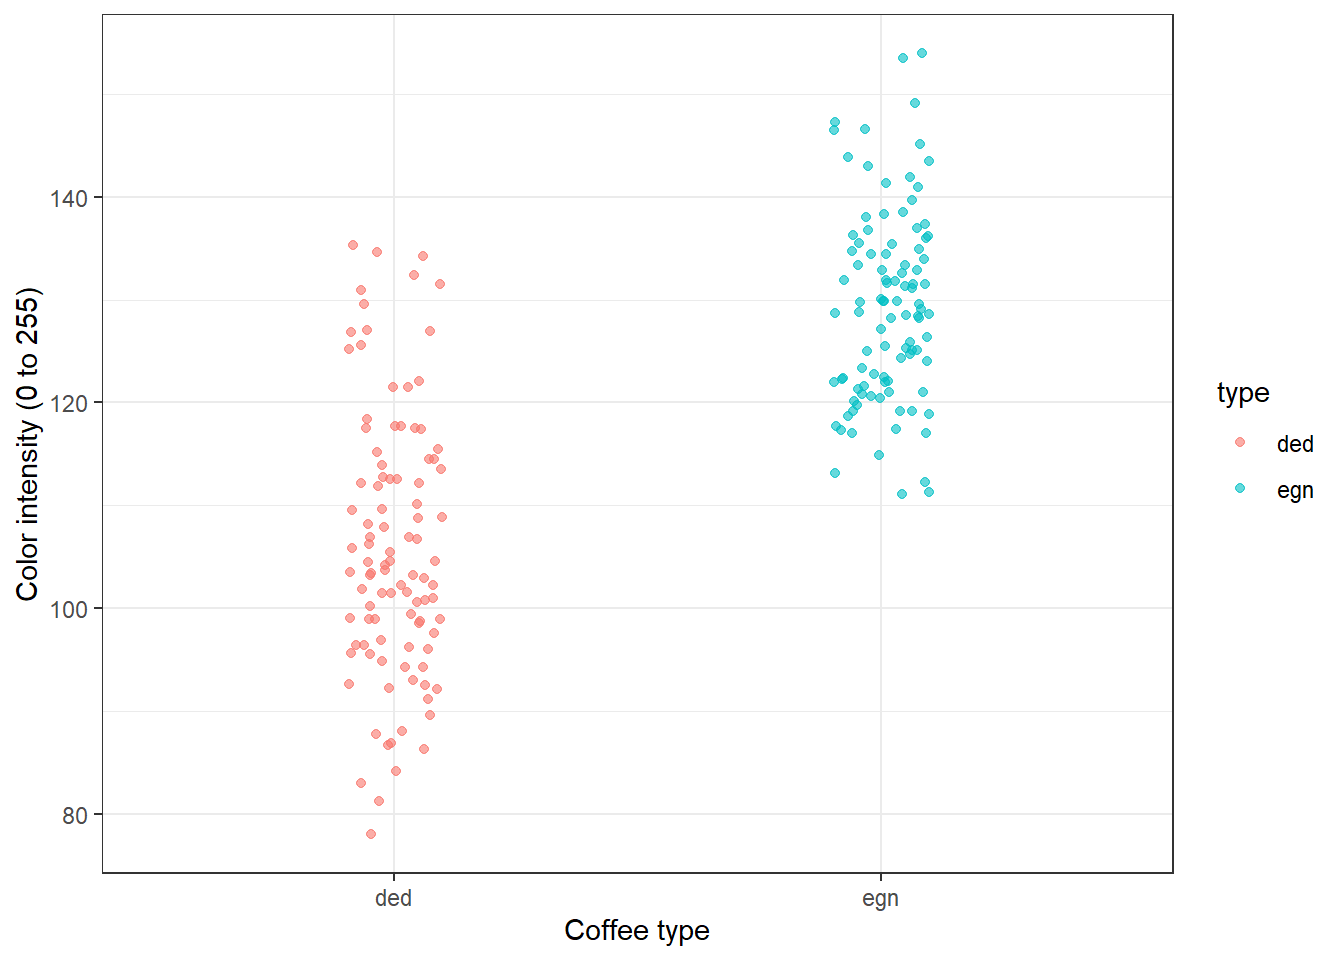 Color intensity (0 to 255)
140
120
100
80
ded
egn
Coffee type
type
ded
egn